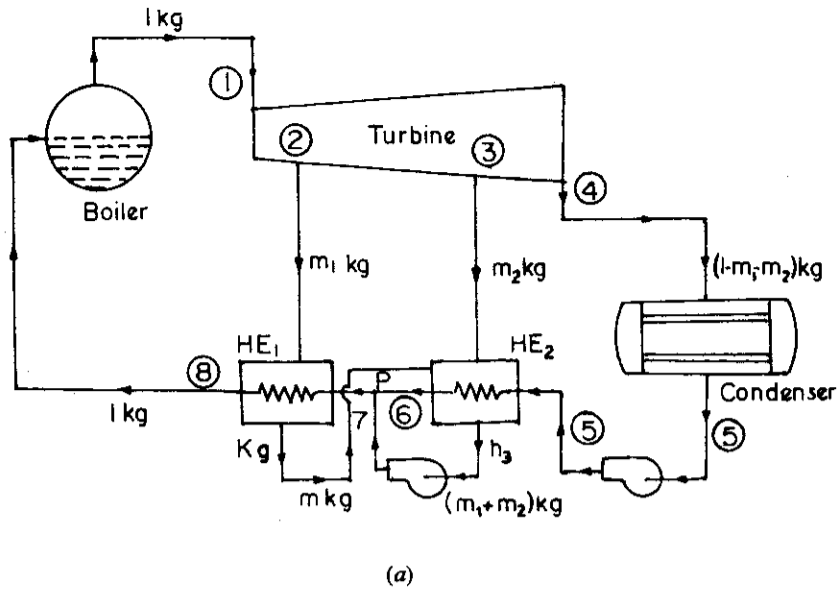 1 kg
①
Turbine
②
③
④
Boiler
m₁ kg
m₂ kg
(1-m₁-m₂)kg
HE₁
HE₂
P
⑧
⑥
7
⑤
Condenser
⑤
1 kg
Kg
h₃
m kg
(m₁+m₂)kg
(a)